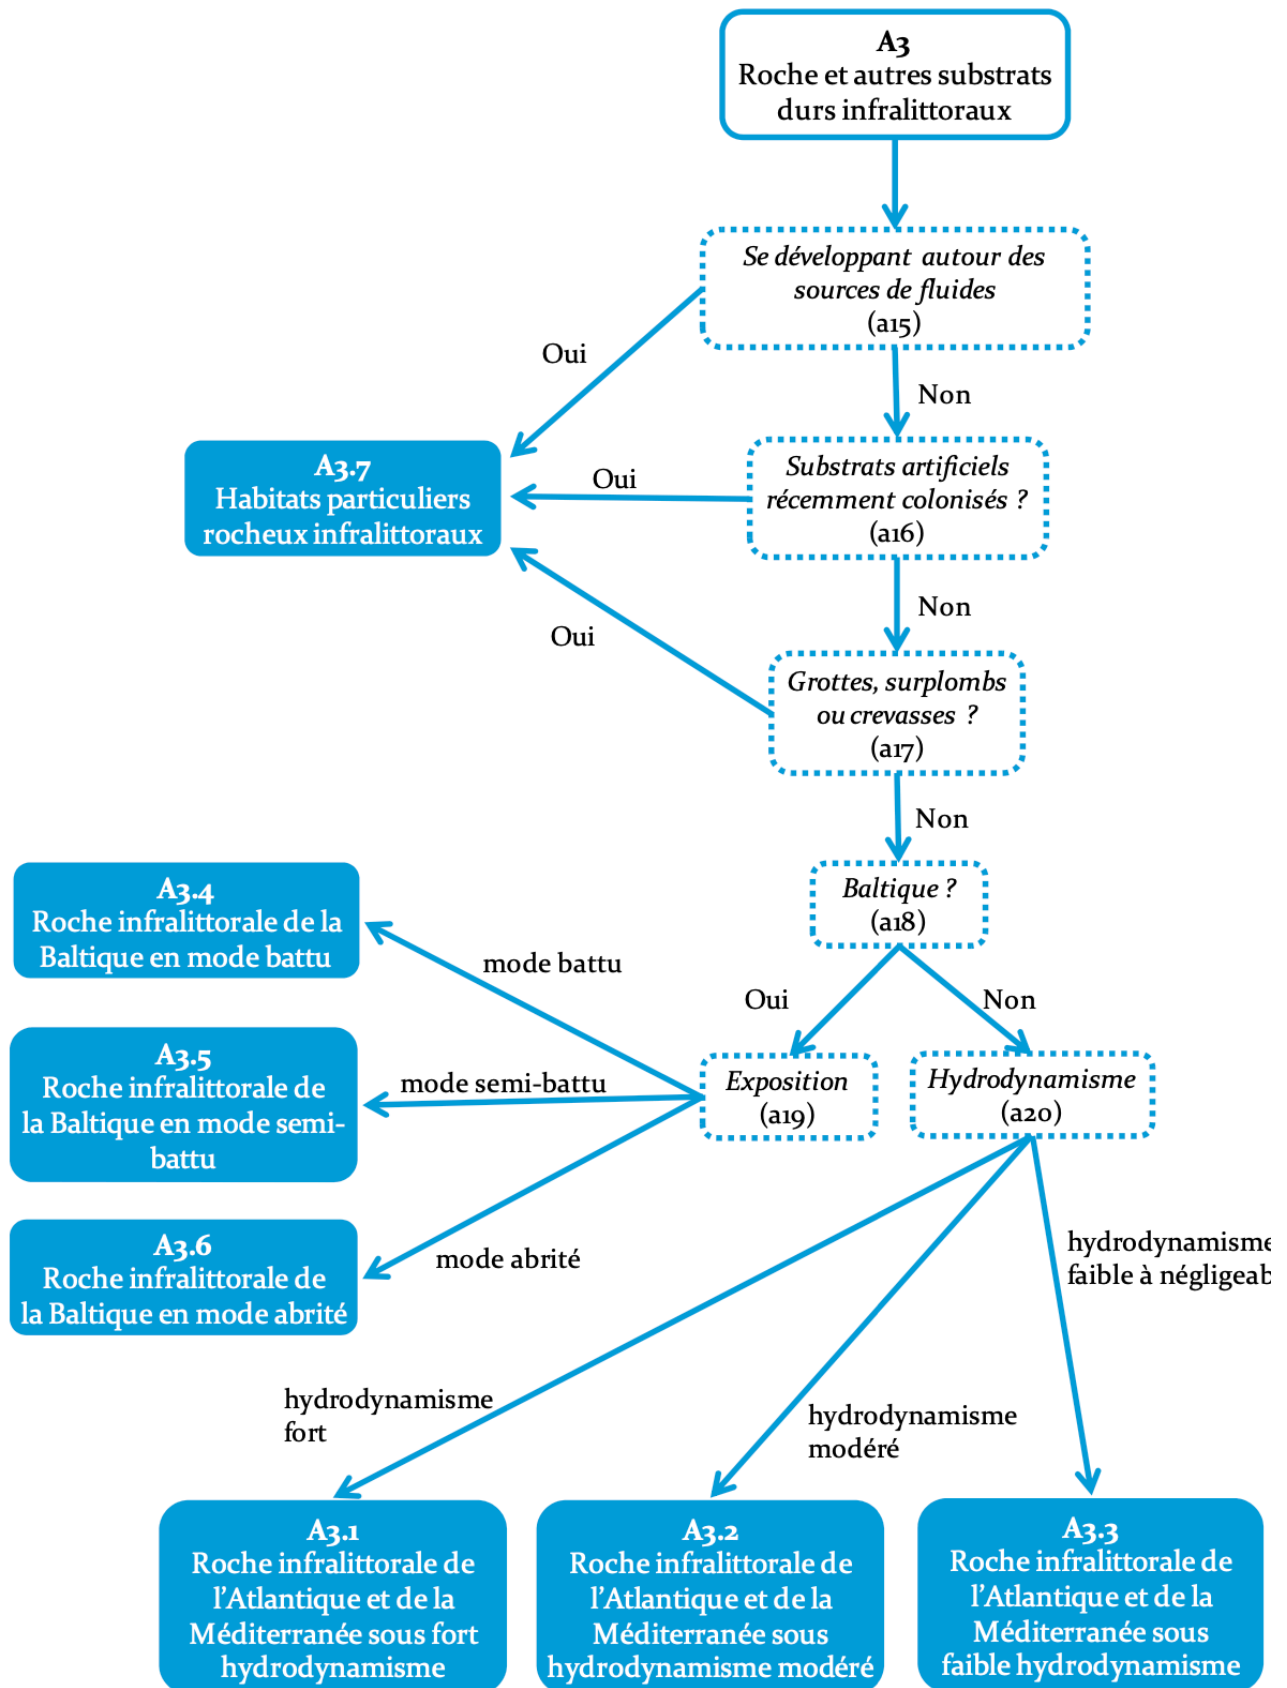 A3
Roche et autres substrats
durs infralittoraux
Se développant autour des
sources de fluides
(a15)
Oui
Non
A3.7
Habitats particuliers
rocheux infralittoraux
Oui
Substrats artificiels
récemment colonisés ?
(a16)
Non
Oui
Grottes, surplombs
ou crevasses ?
(a17)
Non
Baltique ?
(a18)
A3.4
Roche infralittorale de la
Baltique en mode battu
mode battu
Oui
Non
A3.5
Roche infralittorale de
la Baltique en mode semi-
battu
mode semi-battu
Exposition
(a19)
Hydrodynamisme
(a20)
A3.6
Roche infralittorale de
la Baltique en mode abrité
mode abrité
hydrodynamisme
faible à négligeab
hydrodynamisme
fort
hydrodynamisme
modéré
A3.1
Roche infralittorale de
l'Atlantique et de la
Méditerranée sous fort
hydrodynamisme
A3.2
Roche infralittorale de
l'Atlantique et de la
Méditerranée sous
hydrodynamisme modéré
A3.3
Roche infralittorale de
l'Atlantique et de la
Méditerranée sous
faible hydrodynamisme